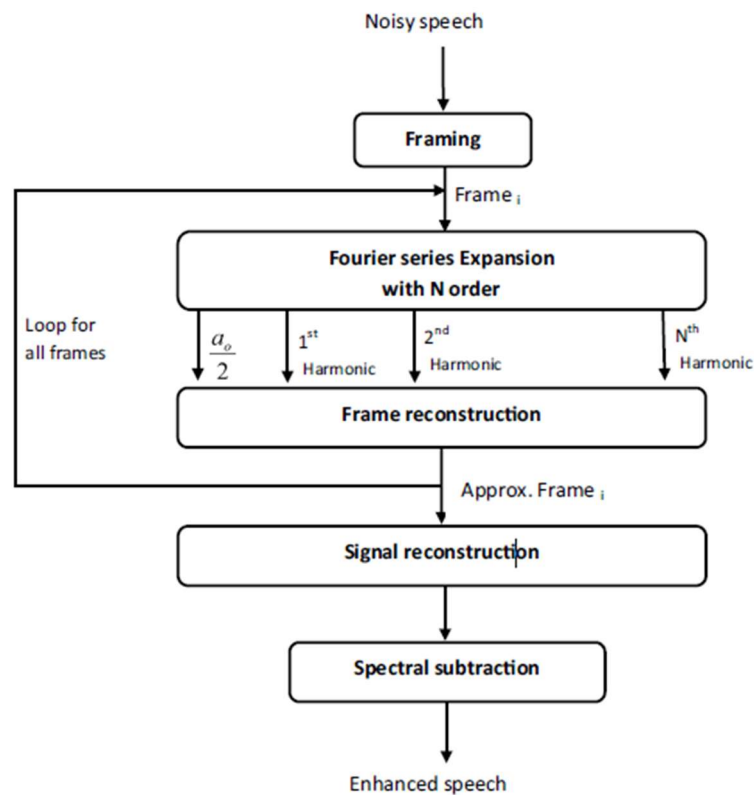 Noisy speech
Framing
Frame i
Fourier series Expansion
with N order
Loop for
all frames
a_o/2
1st
Harmonic
2nd
Harmonic
Nth
Harmonic
Frame reconstruction
Approx. Frame i
Signal reconstruction
Spectral subtraction
Enhanced speech